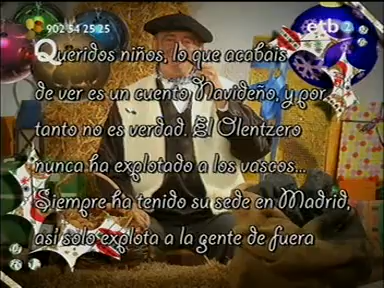 902 54 25 25
etb 2
Queridos niños, lo que acabáis
de ver es un cuento Navideño, y por
tanto no es verdad. El Olentzero
nunca ha explotado a los vascos...
Siempre ha tenido su sede en Madrid,
asi solo explota a la gente de fuera